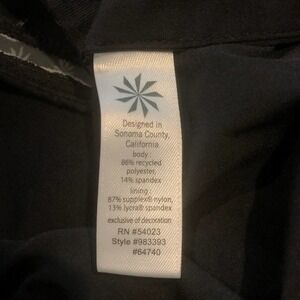 Designed in
Sonoma County,
California
body:
86% recycled
polyester,
14% spandex
lining:
87% supplex® nylon,
13% lycra® spandex
exclusive of decoration
RN #54023
Style #983393
#64740